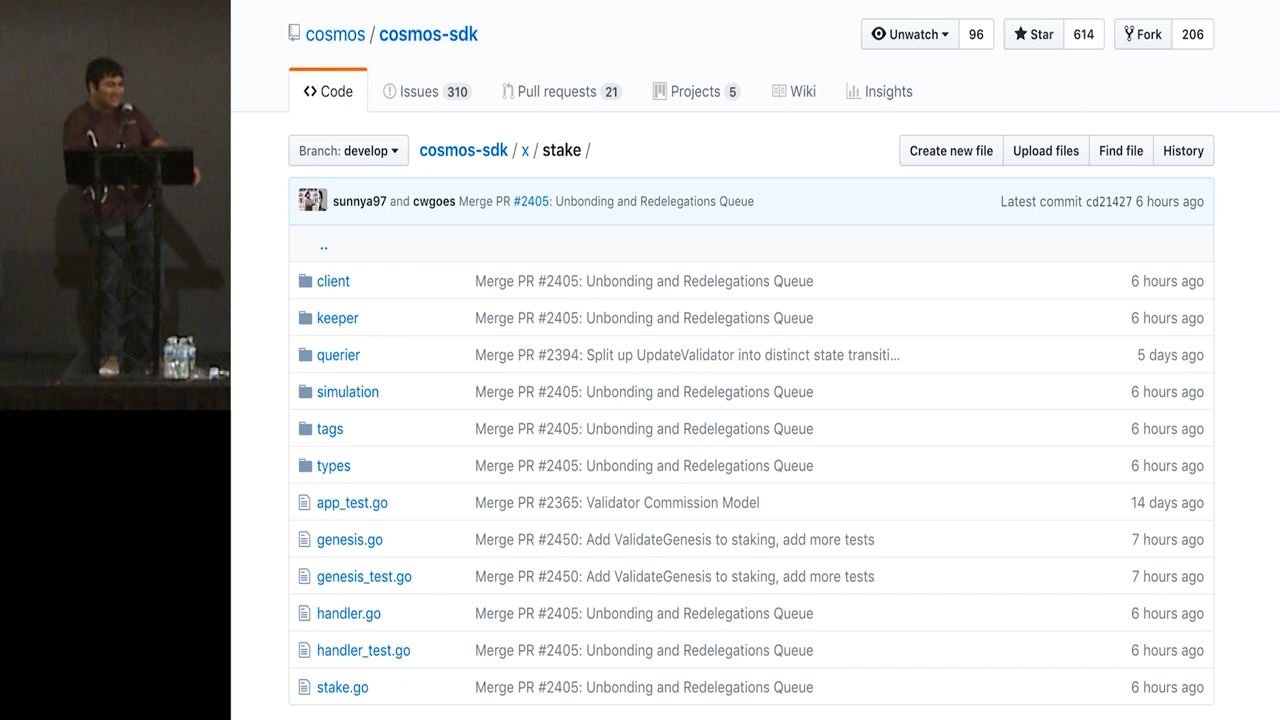 cosmos / cosmos-sdk
Unwatch 96 Star 614 Fork 206
Code Issues 310 Pull requests 21 Projects 5 Wiki Insights
Branch: develop cosmos-sdk / x / stake / Create new file Upload files Find file History
sunnya97 and cwgoes Merge PR #2405: Unbonding and Redelegations Queue Latest commit cd21427 6 hours ago
..
client Merge PR #2405: Unbonding and Redelegations Queue 6 hours ago
keeper Merge PR #2405: Unbonding and Redelegations Queue 6 hours ago
querier Merge PR #2394: Split up UpdateValidator into distinct state transiti... 5 days ago
simulation Merge PR #2405: Unbonding and Redelegations Queue 6 hours ago
tags Merge PR #2405: Unbonding and Redelegations Queue 6 hours ago
types Merge PR #2405: Unbonding and Redelegations Queue 6 hours ago
app_test.go Merge PR #2365: Validator Commission Model 14 days ago
genesis.go Merge PR #2450: Add ValidateGenesis to staking, add more tests 7 hours ago
genesis_test.go Merge PR #2450: Add ValidateGenesis to staking, add more tests 7 hours ago
handler.go Merge PR #2405: Unbonding and Redelegations Queue 6 hours ago
handler_test.go Merge PR #2405: Unbonding and Redelegations Queue 6 hours ago
stake.go Merge PR #2405: Unbonding and Redelegations Queue 6 hours ago